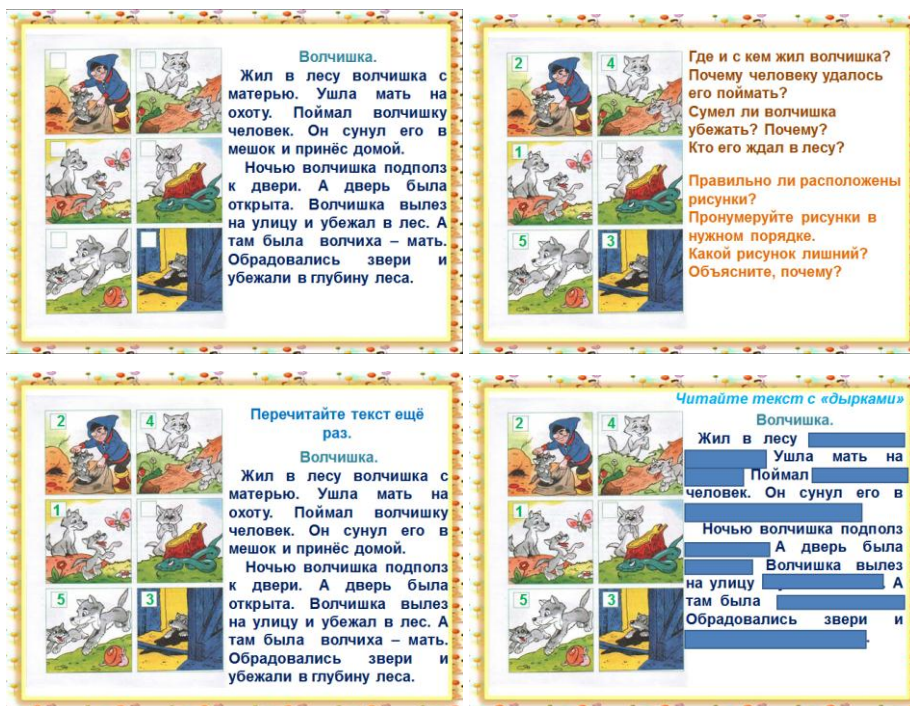 Волчишка.
Жил в лесу волчишка с
матерью. Ушла мать на
охоту. Поймал волчишку
человек. Он сунул его в
мешок и принёс домой.
Ночью волчишка подполз
к двери. А дверь была
открыта. Волчишка вылез
на улицу и убежал в лес. А
там была волчиха – мать.
Обрадовались звери и
убежали в глубину леса.
2
4
1
5
3
Где и с кем жил волчишка?
Почему человеку удалось
его поймать?
Сумел ли волчишка
убежать? Почему?
Кто его ждал в лесу?
Правильно ли расположены
рисунки?
Пронумеруйте рисунки в
нужном порядке.
Какой рисунок лишний?
Объясните, почему?
2
4
1
5
3
Перечитайте текст ещё
раз.
Волчишка.
Жил в лесу волчишка с
матерью. Ушла мать на
охоту. Поймал волчишку
человек. Он сунул его в
мешок и принёс домой.
Ночью волчишка подполз
к двери. А дверь была
открыта. Волчишка вылез
на улицу и убежал в лес. А
там была волчиха – мать.
Обрадовались звери и
убежали в глубину леса.
2
4
1
5
3
Читайте текст с «дырками»
Волчишка.
Жил в лесу
Ушла мать на
Поймал
человек. Он сунул его в
Ночью волчишка подполз
А дверь была
Волчишка вылез
на улицу . А
там была
Обрадовались звери и
.